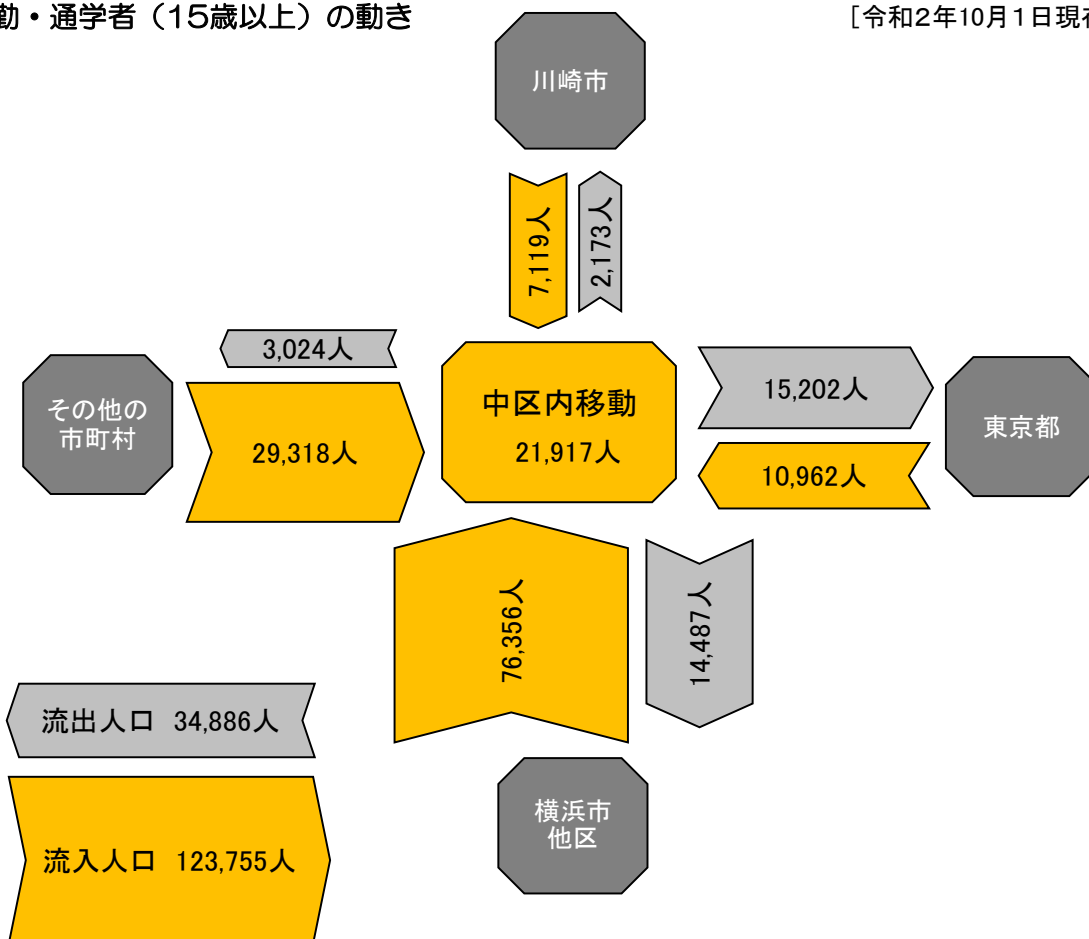 勤・通学者（15歳以上）の動き
[令和2年10月1日現在
川崎市
7,119人
2,173人
3,024人
その他の
市町村
29,318人
中区内移動
21,917人
15,202人
東京都
10,962人
76,356人
14,487人
流出人口 34,886人
横浜市
他区
流入人口 123,755人